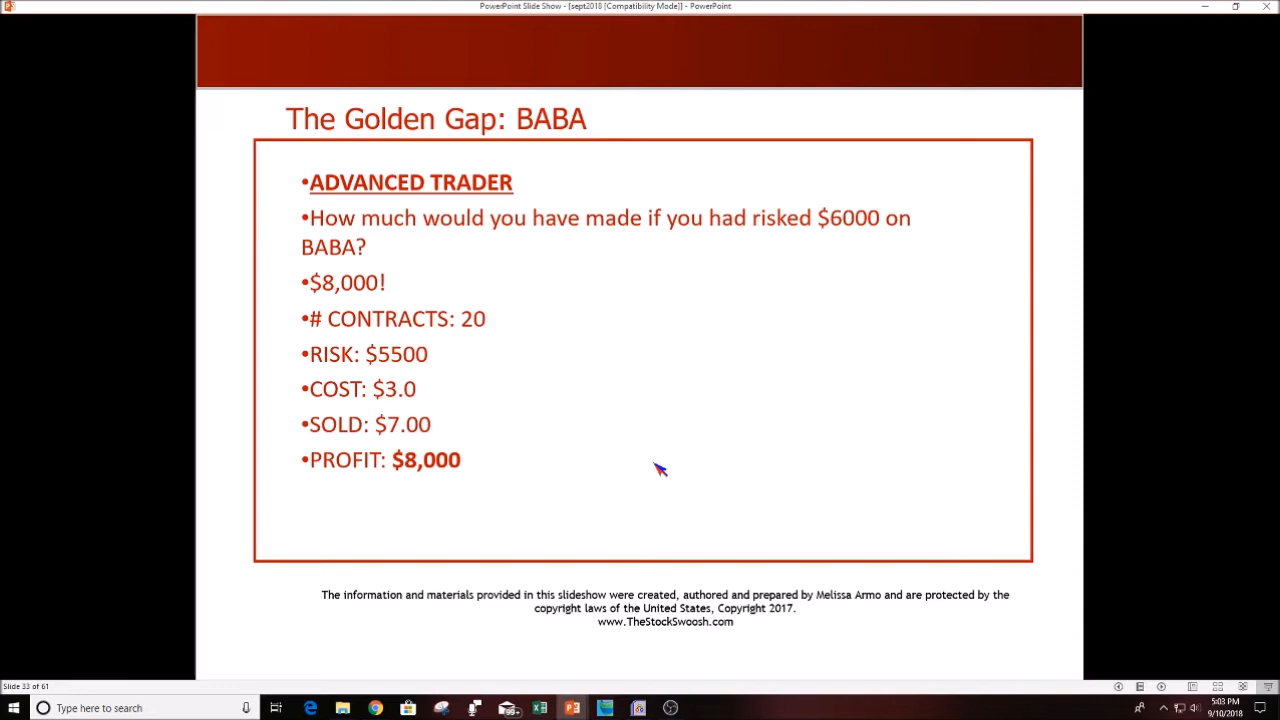 PowerPoint Slide Show - [sept2018 [Compatibility Mode]] - PowerPoint
The Golden Gap: BABA
•ADVANCED TRADER
•How much would you have made if you had risked $6000 on
BABA?
•$8,000!
•# CONTRACTS: 20
•RISK: $5500
•COST: $3.0
•SOLD: $7.00
•PROFIT: $8,000
The information and materials provided in this slideshow were created, authored and prepared by Melissa Armo and are protected by the
copyright laws of the United States, Copyright 2017.
www.TheStockSwoosh.com
Slide 33 of 61
Type here to search
99+
5:03 PM
9/10/2018